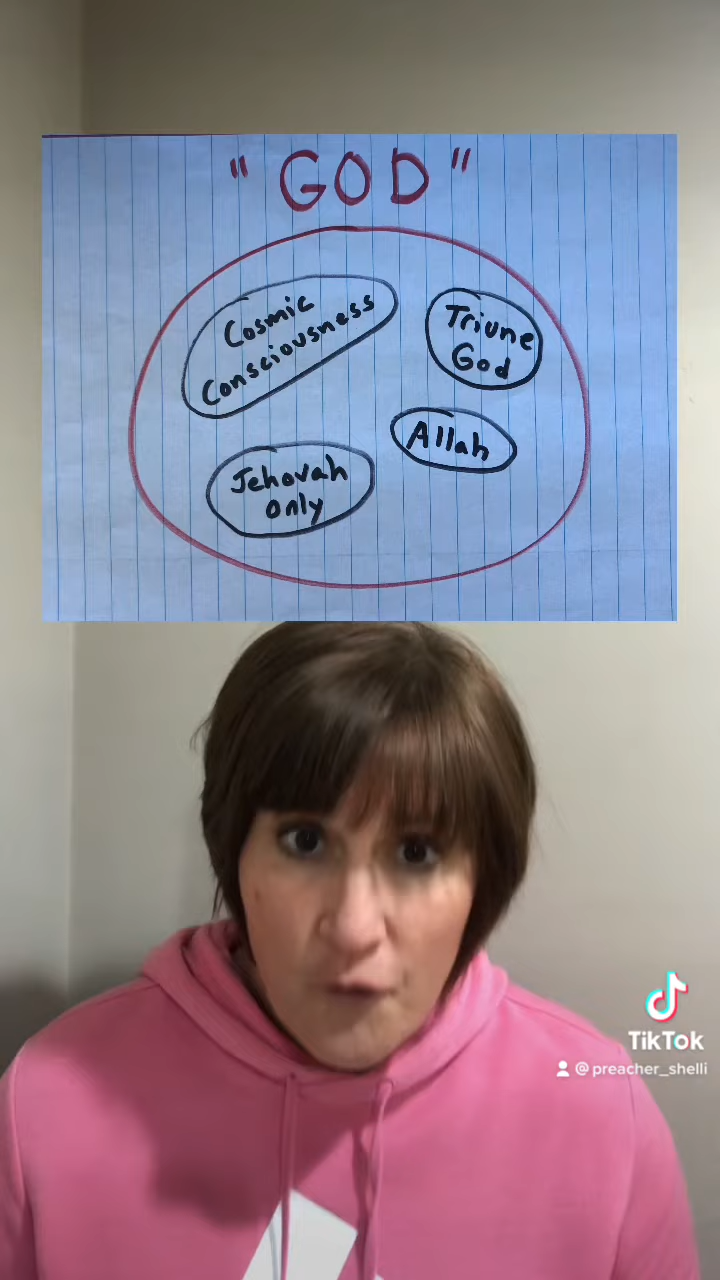 "GOD"
Cosmic
Consciousness
Triune
God
Allah
Jehovah
only
TikTok
@preacher_shelli